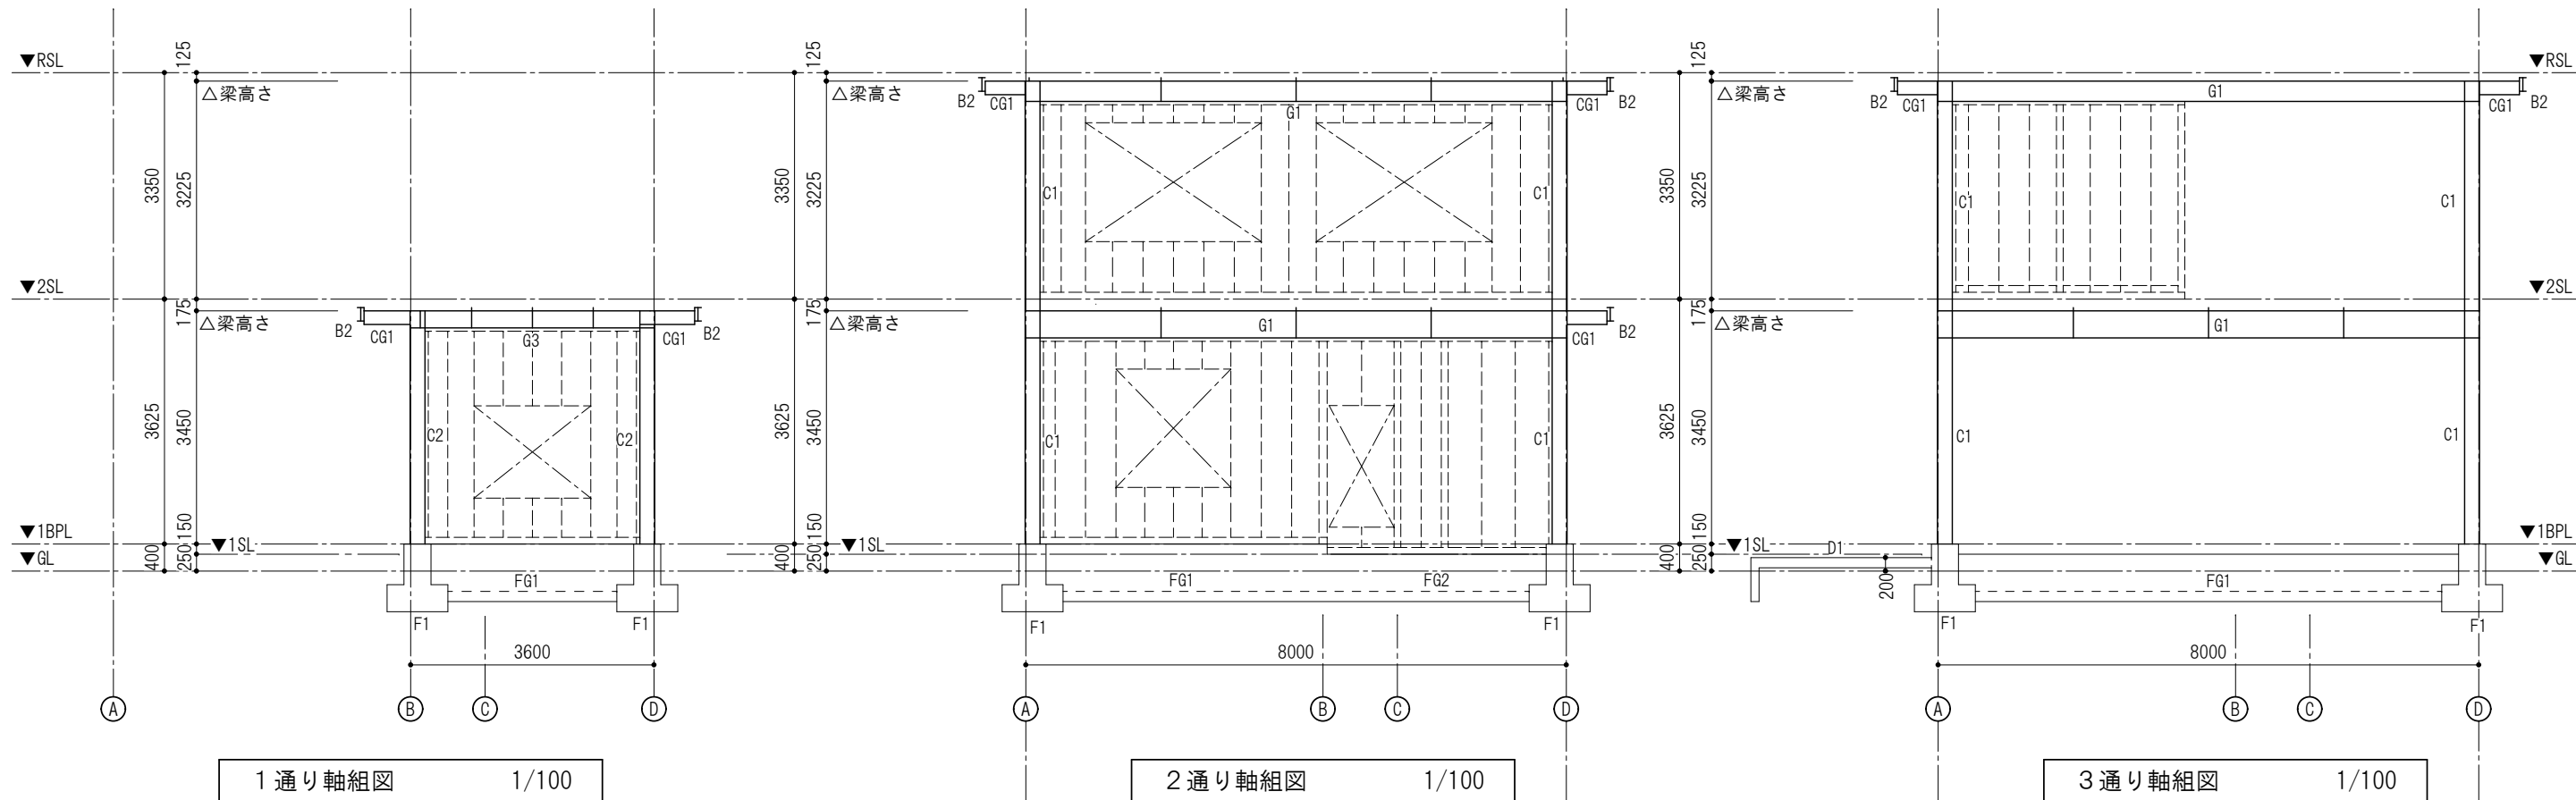 ▼RSL
125
△梁高さ
3350
3225
▼2SL
175
△梁高さ
B2
CG1
G3
CG1
B2
3625
3450
C2
C2
▼1BPL
150
▼1SL
▼GL
400
250
FG1
F1
F1
3600
A
B
C
D
1通り軸組図 1/100
125
△梁高さ
B2
CG1
G1
CG1
B2
3350
3225
C1
C1
175
△梁高さ
G1
CG1
B2
3625
3450
C1
C1
150
▼1SL
400
250
FG1
FG2
F1
F1
8000
A
B
C
D
2通り軸組図 1/100
125
▼RSL
△梁高さ
B2
CG1
G1
CG1
B2
3350
3225
C1
C1
▼2SL
175
△梁高さ
G1
3625
3450
C1
C1
150
▼1BPL
▼1SL
D1
▼GL
400
250
200
FG1
F1
F1
8000
A
B
C
D
3通り軸組図 1/100